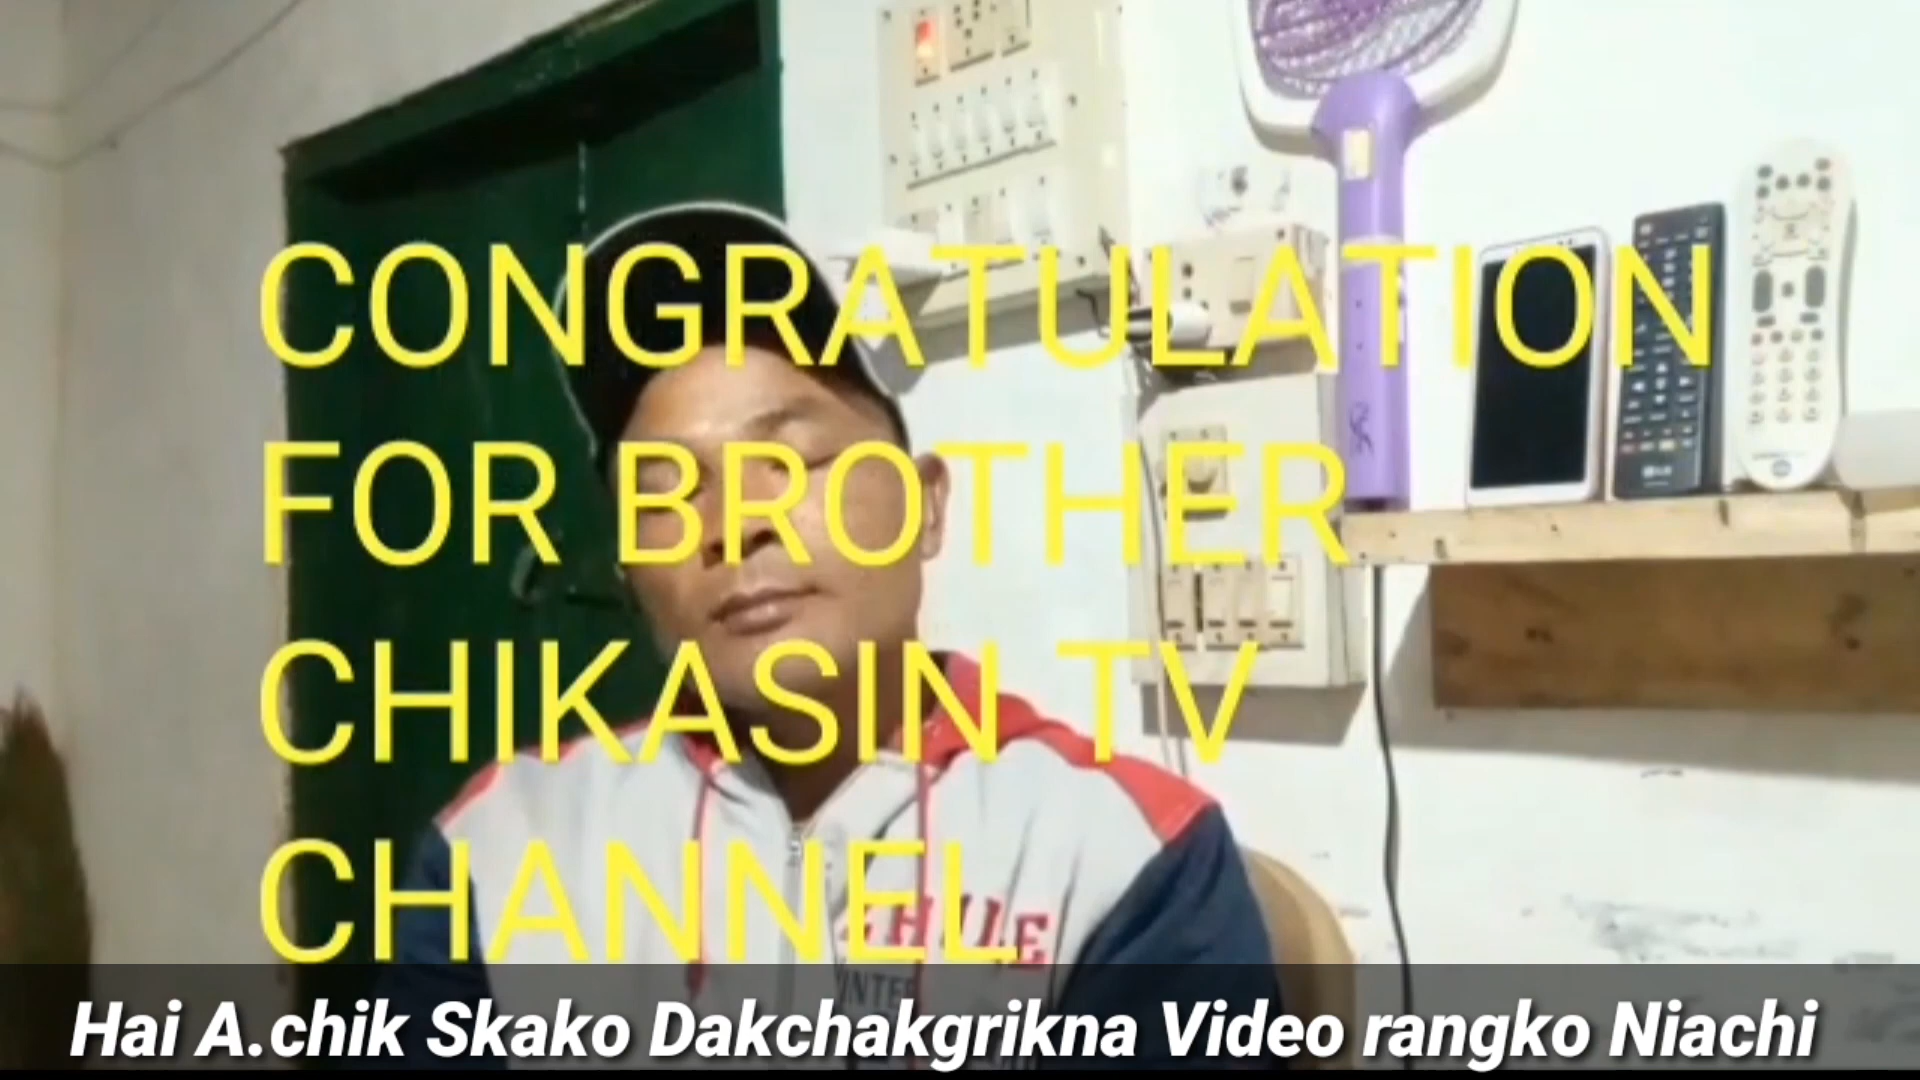 CONGRATULATION
FOR BROTHER
CHIKASIN TV
CHANNEL
Hai A.chik Skako Dakchakgrikna Video rangko Niachi